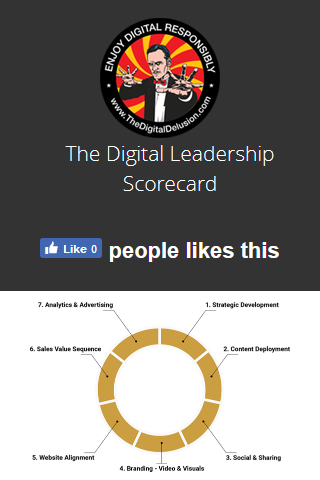 ENJOY DIGITAL RESPONSIBLY
www.TheDigitalDelusion.com
The Digital Leadership
Scorecard
Like 0 people likes this
7. Analytics & Advertising
1. Strategic Development
6. Sales Value Sequence
2. Content Deployment
5. Website Alignment
3. Social & Sharing
4. Branding - Video & Visuals